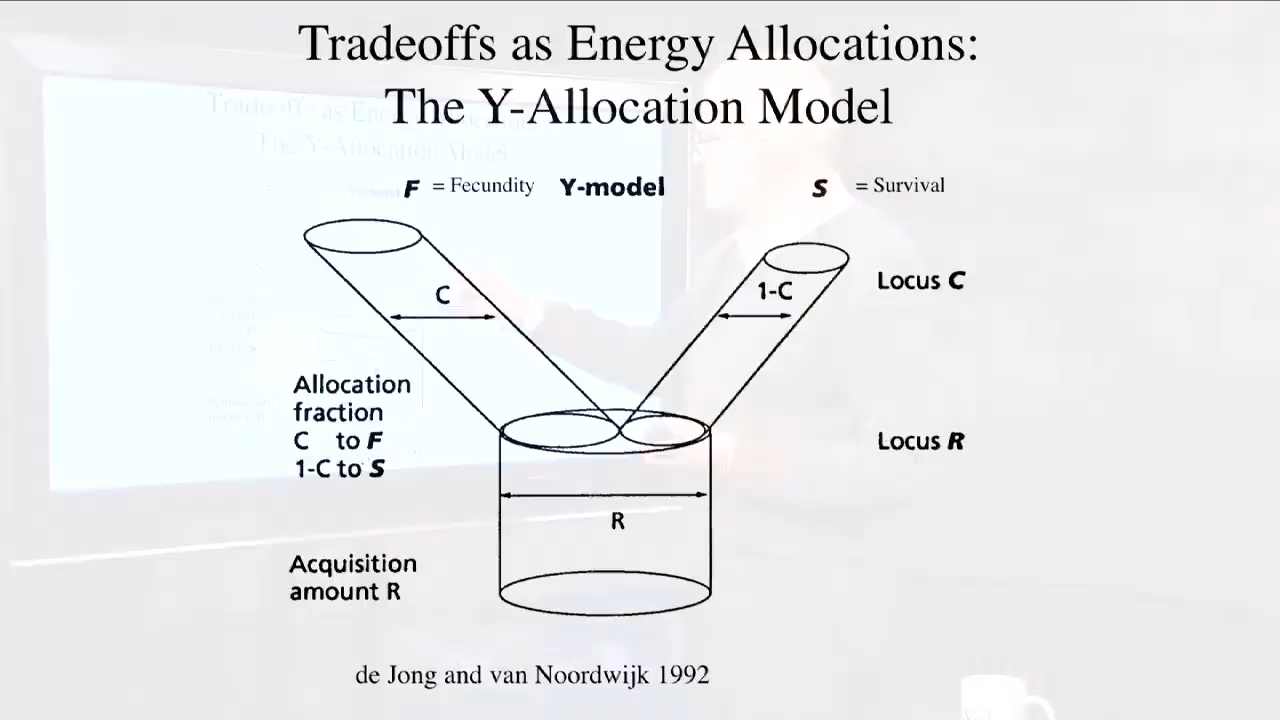 Tradeoffs as Energy Allocations:
The Y-Allocation Model
F = Fecundity Y-model S = Survival
C
1-C
Locus C
Allocation
fraction
C to F
1-C to S
Locus R
R
Acquisition
amount R
de Jong and van Noordwijk 1992